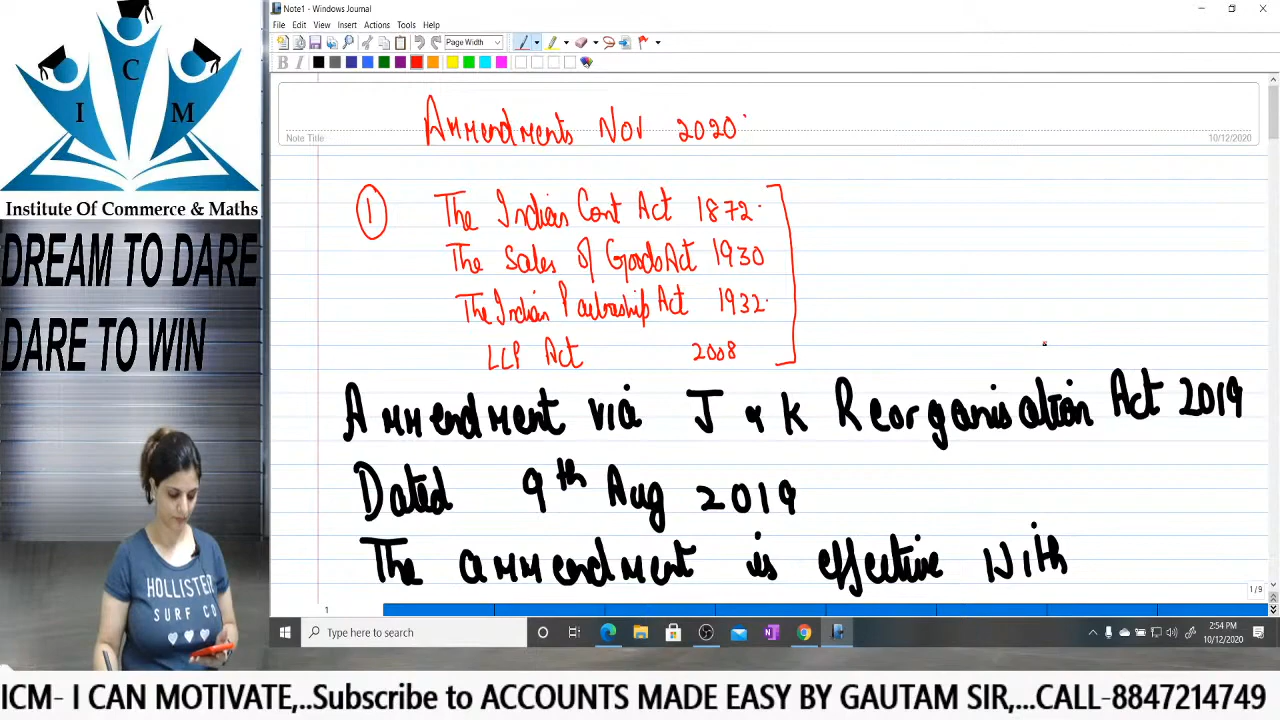 Note1 - Windows Journal
File Edit View Insert Actions Tools Help
Page Width
B I
Ammendments Nov 2020
Note Title
10/12/2020
① The Indian Cont Act 1872
The Sales of Goods Act 1930
The Indian Partnership Act 1932
LLP Act 2008
Ammendment via J & K Reorganisation Act 2019
Dated 9th Aug 2019
The ammendment is effective With
1 / 9
1
I C M
Institute Of Commerce & Maths
DREAM TO DARE
DARE TO WIN
HOLLISTER
SURF CO
Type here to search
2:54 PM
10/12/2020
ICM- I CAN MOTIVATE,..Subscribe to ACCOUNTS MADE EASY BY GAUTAM SIR,...CALL-8847214749